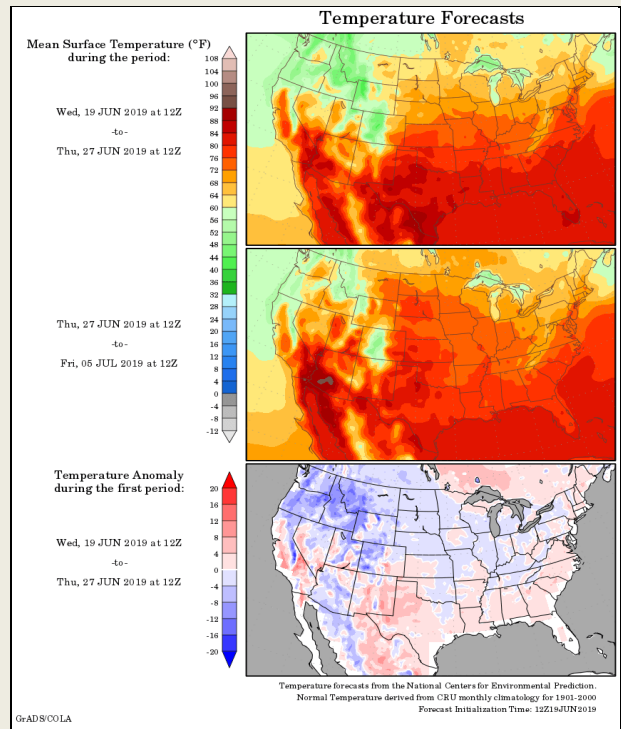 Temperature Forecasts
Mean Surface Temperature (°F)
during the period:
108
104
100
96
92
88
84
80
76
72
68
64
60
56
52
48
44
40
36
32
28
24
20
16
12
8
4
0
-4
-8
-12
Wed, 19 JUN 2019 at 12Z
-to-
Thu, 27 JUN 2019 at 12Z
Thu, 27 JUN 2019 at 12Z
-to-
Fri, 05 JUL 2019 at 12Z
Temperature Anomaly
during the first period:
20
16
12
8
4
0
-4
-8
-12
-16
-20
Wed, 19 JUN 2019 at 12Z
-to-
Thu, 27 JUN 2019 at 12Z
Temperature forecasts from the National Centers for Environmental Prediction.
Normal Temperature derived from CRU monthly climatology for 1901-2000
Forecast Initialization Time: 12Z19JUN2019
GrADS/COLA